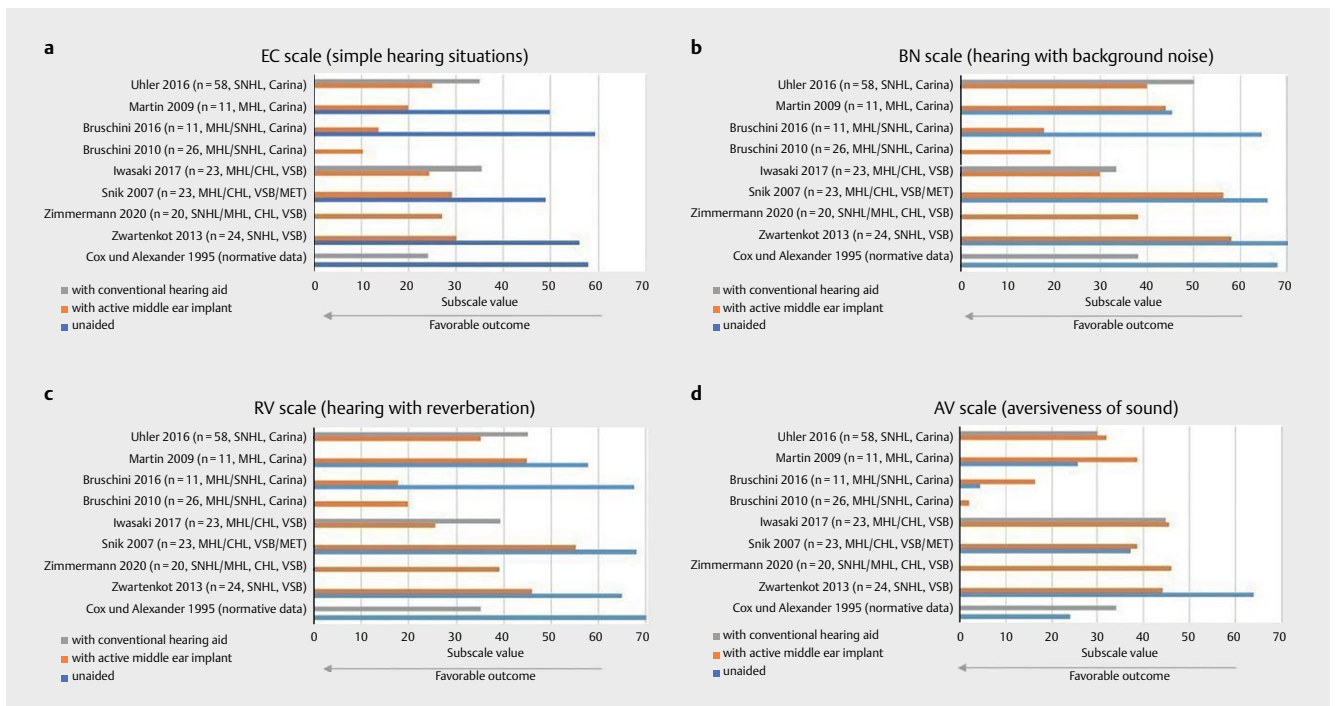 a
EC scale (simple hearing situations)
Uhler 2016 (n = 58, SNHL, Carina)
Martin 2009 (n = 11, MHL, Carina)
Bruschini 2016 (n = 11, MHL/SNHL, Carina)
Bruschini 2010 (n = 26, MHL/SNHL, Carina)
Iwasaki 2017 (n = 23, MHL/CHL, VSB)
Snik 2007 (n = 23, MHL/CHL, VSB/MET)
Zimmermann 2020 (n = 20, SNHL/MHL, CHL, VSB)
Zwartenkot 2013 (n = 24, SNHL, VSB)
Cox und Alexander 1995 (normative data)
0 10 20 30 40 50 60 70
Subscale value
Favorable outcome
with conventional hearing aid
with active middle ear implant
unaided
b
BN scale (hearing with background noise)
Uhler 2016 (n = 58, SNHL, Carina)
Martin 2009 (n = 11, MHL, Carina)
Bruschini 2016 (n = 11, MHL/SNHL, Carina)
Bruschini 2010 (n = 26, MHL/SNHL, Carina)
Iwasaki 2017 (n = 23, MHL/CHL, VSB)
Snik 2007 (n = 23, MHL/CHL, VSB/MET)
Zimmermann 2020 (n = 20, SNHL/MHL, CHL, VSB)
Zwartenkot 2013 (n = 24, SNHL, VSB)
Cox und Alexander 1995 (normative data)
0 10 20 30 40 50 60 70
Subscale value
Favorable outcome
with conventional hearing aid
with active middle ear implant
unaided
c
RV scale (hearing with reverberation)
Uhler 2016 (n = 58, SNHL, Carina)
Martin 2009 (n = 11, MHL, Carina)
Bruschini 2016 (n = 11, MHL/SNHL, Carina)
Bruschini 2010 (n = 26, MHL/SNHL, Carina)
Iwasaki 2017 (n = 23, MHL/CHL, VSB)
Snik 2007 (n = 23, MHL/CHL, VSB/MET)
Zimmermann 2020 (n = 20, SNHL/MHL, CHL, VSB)
Zwartenkot 2013 (n = 24, SNHL, VSB)
Cox und Alexander 1995 (normative data)
0 10 20 30 40 50 60 70
Subscale value
Favorable outcome
with conventional hearing aid
with active middle ear implant
unaided
d
AV scale (aversiveness of sound)
Uhler 2016 (n = 58, SNHL, Carina)
Martin 2009 (n = 11, MHL, Carina)
Bruschini 2016 (n = 11, MHL/SNHL, Carina)
Bruschini 2010 (n = 26, MHL/SNHL, Carina)
Iwasaki 2017 (n = 23, MHL/CHL, VSB)
Snik 2007 (n = 23, MHL/CHL, VSB/MET)
Zimmermann 2020 (n = 20, SNHL/MHL, CHL, VSB)
Zwartenkot 2013 (n = 24, SNHL, VSB)
Cox und Alexander 1995 (normative data)
0 10 20 30 40 50 60 70
Subscale value
Favorable outcome
with conventional hearing aid
with active middle ear implant
unaided